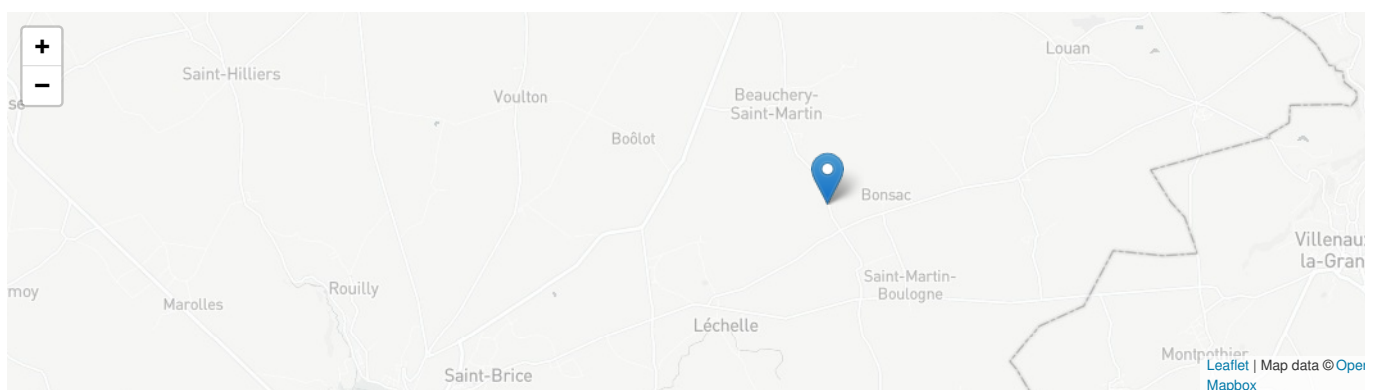 +
−
Louan
Saint-Hilliers
Beauchery-
Saint-Martin
Voulton
se
Boôlot
Bonsac
Villenau
la-Gran
Saint-Martin-
Boulogne
Rouilly
moy
Marolles
Léchelle
Montpothier
Saint-Brice
Leaflet | Map data © Oper
Mapbox